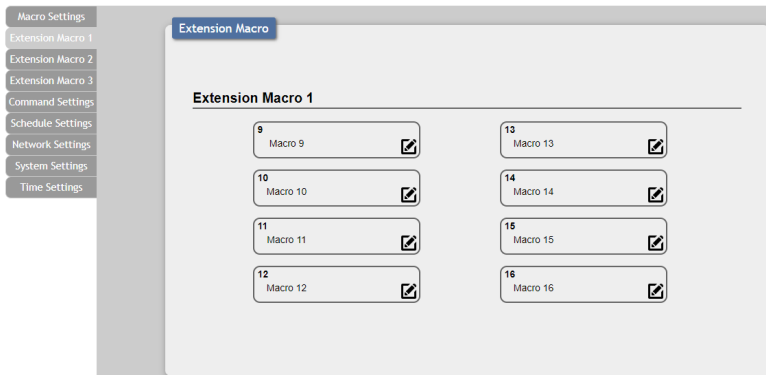 Macro Settings
Extension Macro 1
Extension Macro 2
Extension Macro 3
Command Settings
Schedule Settings
Network Settings
System Settings
Time Settings
Extension Macro
Extension Macro 1
9
Macro 9
10
Macro 10
11
Macro 11
12
Macro 12
13
Macro 13
14
Macro 14
15
Macro 15
16
Macro 16